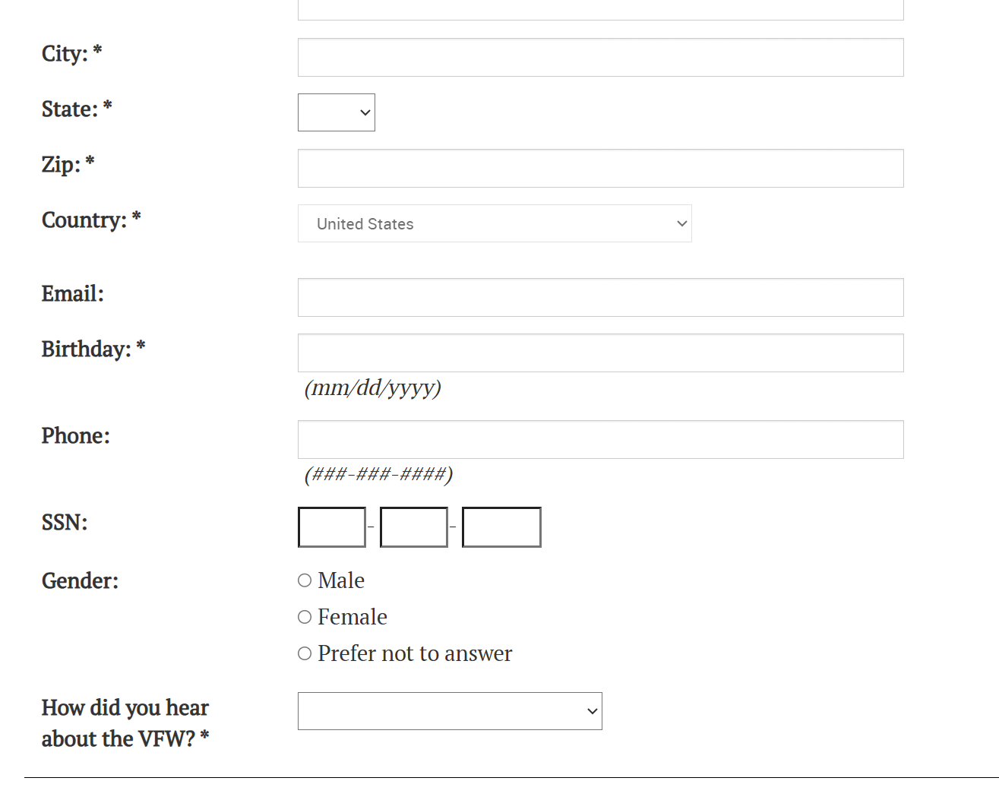 City: *
State: *
Zip: *
Country: * United States
Email:
Birthday: *
(mm/dd/yyyy)
Phone:
(###-###-####)
SSN: - -
Gender: Male
Female
Prefer not to answer
How did you hear
about the VFW? *